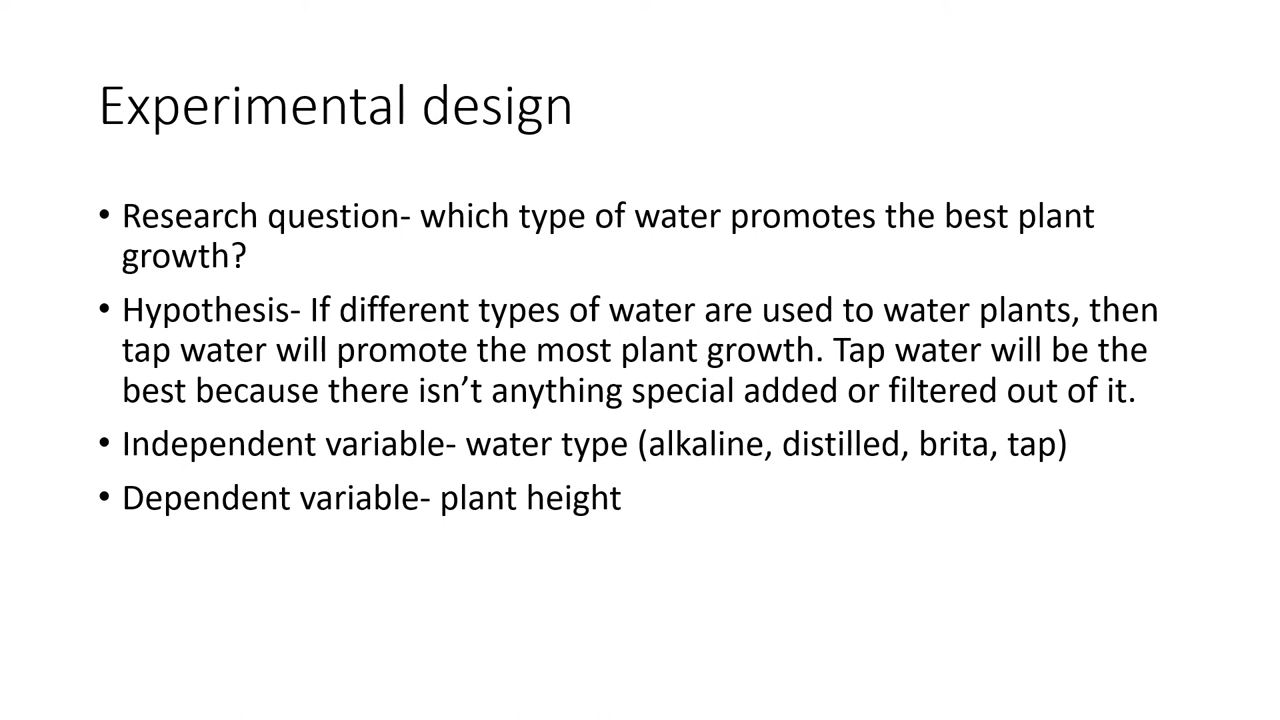 Experimental design
• Research question- which type of water promotes the best plant
growth?
• Hypothesis- If different types of water are used to water plants, then
tap water will promote the most plant growth. Tap water will be the
best because there isn’t anything special added or filtered out of it.
• Independent variable- water type (alkaline, distilled, brita, tap)
• Dependent variable- plant height